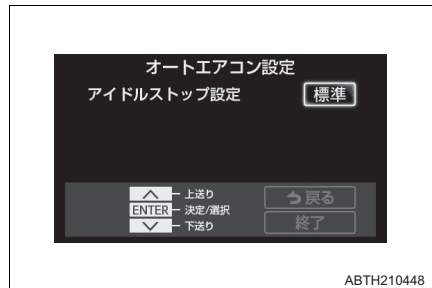 オートエアコン設定
アイドルストップ設定 標準
上送り
ENTER 決定/選択
下送り
戻る
終了
ABTH210448